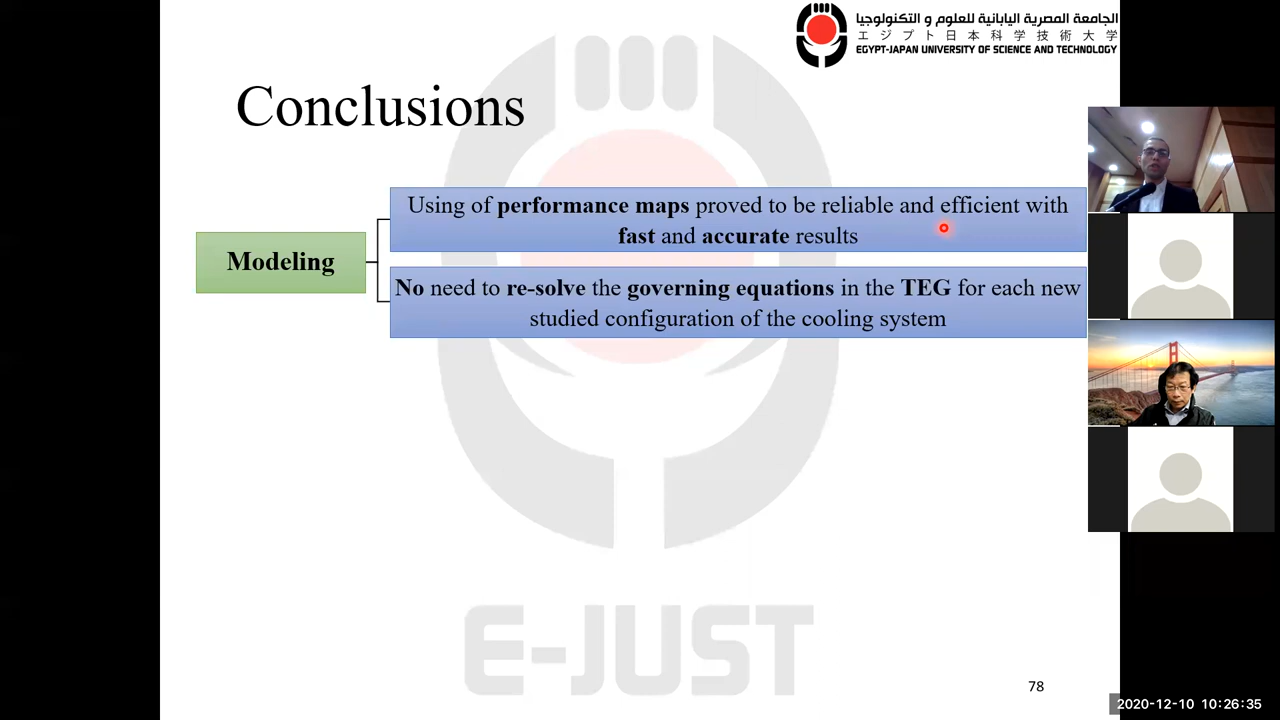 الجامعة المصرية اليابانية للعلوم و التكنولوجيا
エジプト日本科学技術大学
EGYPT-JAPAN UNIVERSITY OF SCIENCE AND TECHNOLOGY
Conclusions
Modeling
Using of performance maps proved to be reliable and efficient with
fast and accurate results
No need to re-solve the governing equations in the TEG for each new
studied configuration of the cooling system
E-JUST
78
2020-12-10 10:26:35